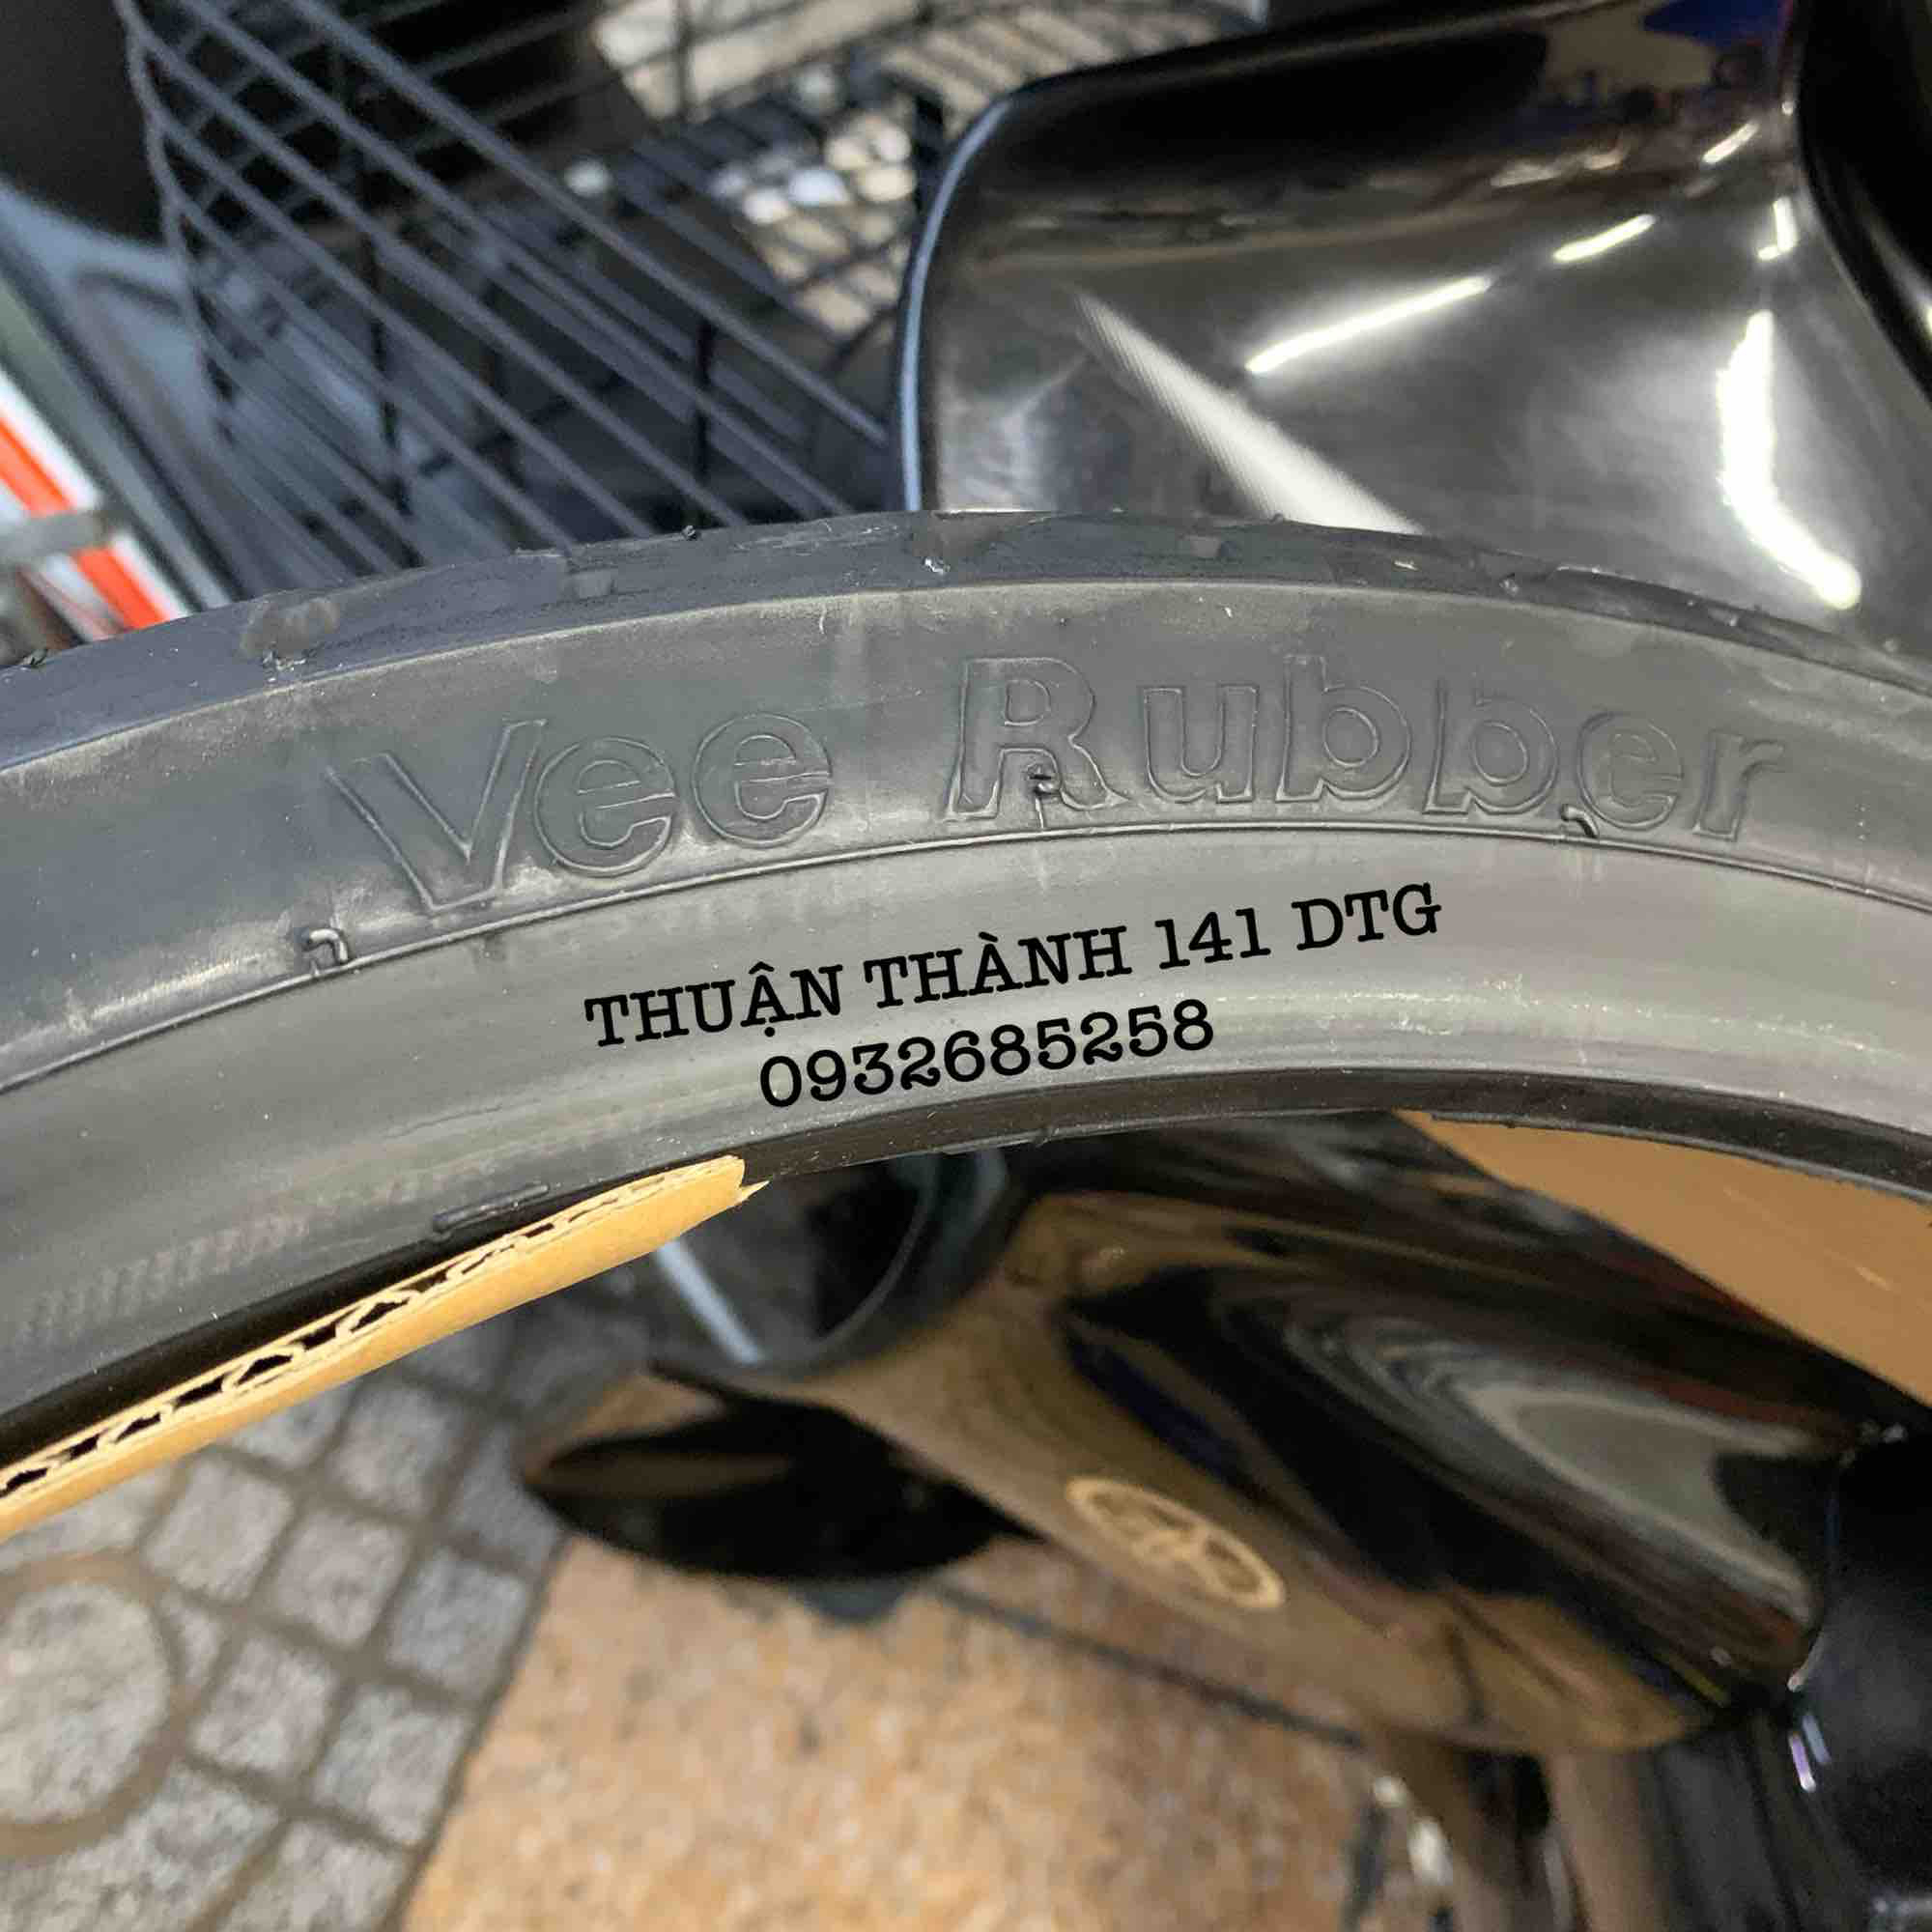 Vee Rubber
THUẬN THÀNH 141 DTG
0932685258